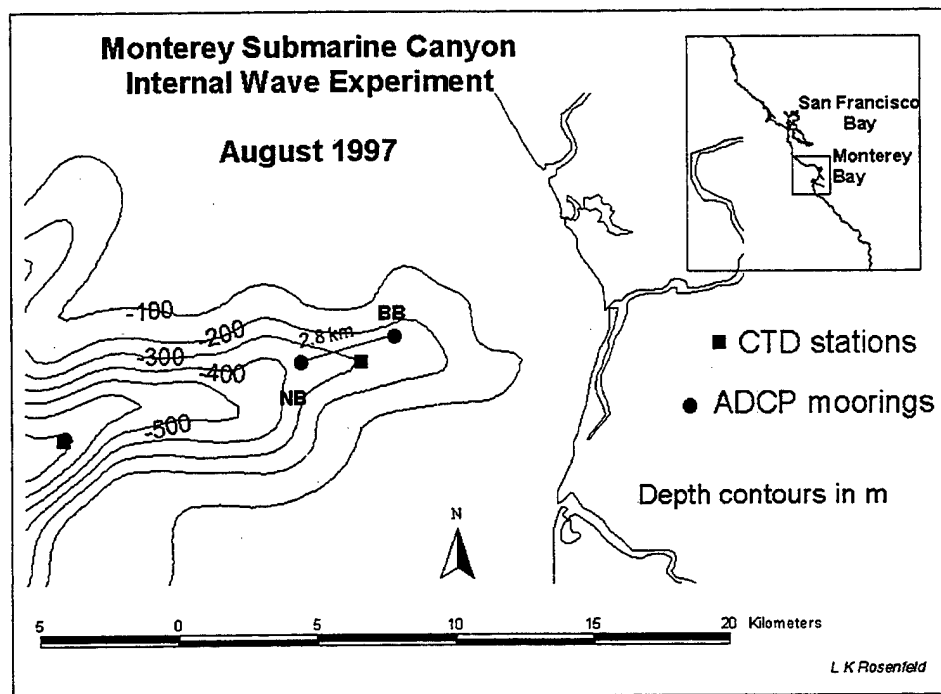 Monterey Submarine Canyon
Internal Wave Experiment
August 1997
San Francisco
Bay
Monterey
Bay
-100
-200
-300
-400
-500
2.8 km
BB
NB
CTD stations
ADCP moorings
Depth contours in m
N
5 0 5 10 15 20 Kilometers
L K Rosenfeld